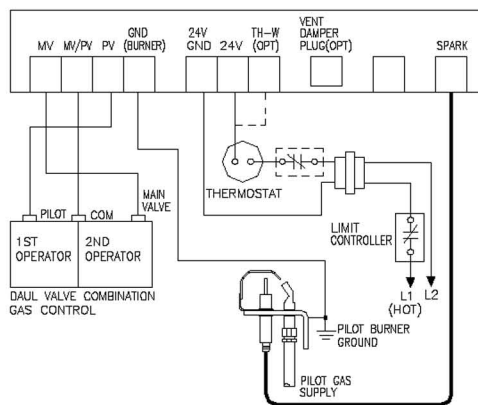 MV
MV/PV
PV
GND
(BURNER)
24V
GND
24V
TH-W
(OPT)
VENT
DAMPER
PLUG(OPT)
SPARK
THERMOSTAT
MAIN
VALVE
PILOT
COM
1ST
OPERATOR
2ND
OPERATOR
DAUL VALVE COMBINATION
GAS CONTROL
LIMIT
CONTROLLER
L1
(HOT)
L2
PILOT BURNER
GROUND
PILOT GAS
SUPPLY